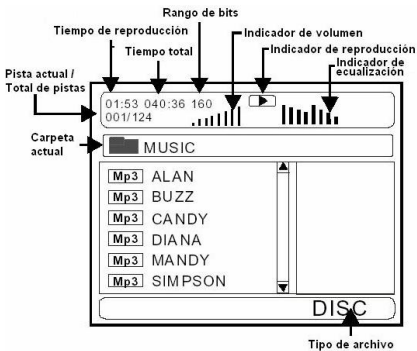 Rango de bits
Tiempo de reproducción
Indicador de volumen
Tiempo total
Indicador de reproducción
Indicador de
ecualización
Pista actual /
Total de pistas
01:53 040:36 160
001/124
Carpeta
actual
MUSIC
Mp3 ALAN
Mp3 BUZZ
Mp3 CANDY
Mp3 DIANA
Mp3 MANDY
Mp3 SIMPSON
DISC
Tipo de archivo